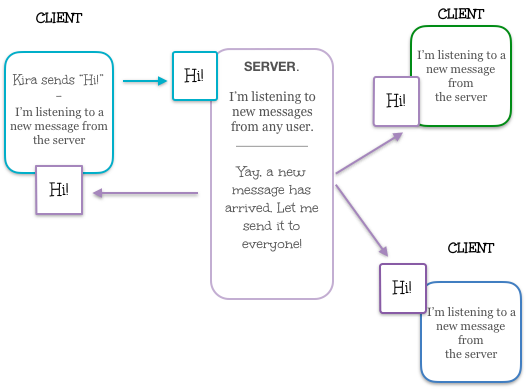 CLIENT
Kira sends "Hi!"
–
I'm listening to a
new message from
the server
Hi!
Hi!
SERVER.
I'm listening to
new messages
from any user.
Yay, a new
message has
arrived. Let me
send it to
everyone!
CLIENT
I'm listening to a
new message
from
the server
Hi!
CLIENT
Hi!
I'm listening to a
new message
from
the server